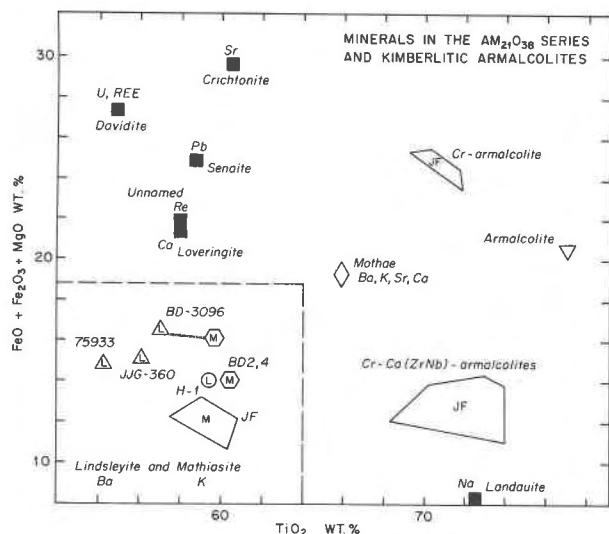 MINERALS IN THE AM₂₁O₃₈ SERIES
AND KIMBERLITIC ARMALCOLITES
FeO + Fe₂O₃ + MgO WT. %
30
20
10
Sr
Crichtonite
U, REE
Davidite
Pb
Senaite
Unnamed
Re
Ca
Loveringite
JF
Cr-armalcolite
Armalcolite
Mothae
Ba, K, Sr, Ca
BD-3096
L
M
75933
L
L
JJG-360
BD2,4
L
M
H-1
M
JF
Cr-Ca(ZrNb)-armalcolites
JF
Lindsleyite and Mathiasite
Ba
K
Na
Landauite
60
70
TiO₂ WT. %